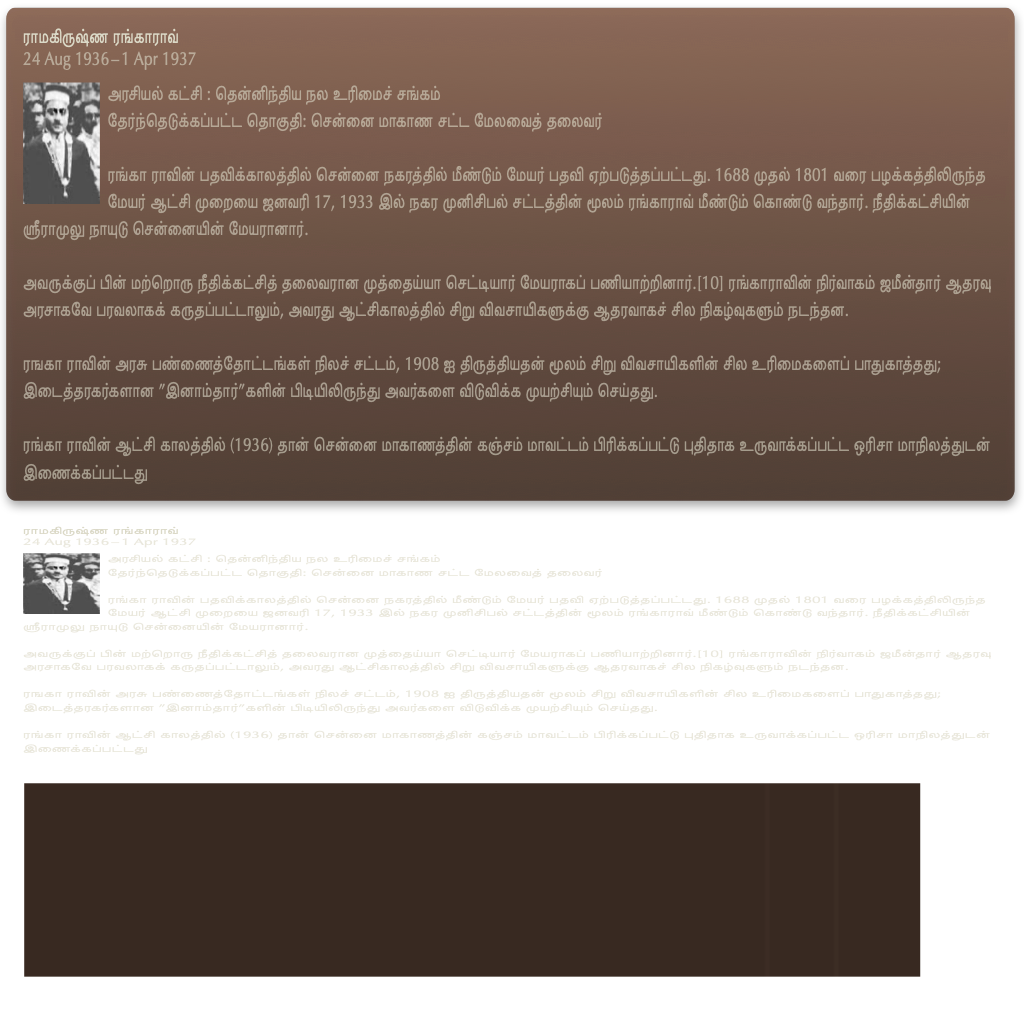 ராமகிருஷ்ண ரங்காராவ்
24 Aug 1936–1 Apr 1937
அரசியல் கட்சி : தென்னிந்திய நல உரிமைச் சங்கம்
தேர்ந்தெடுக்கப்பட்ட தொகுதி: சென்னை மாகாண சட்ட மேலவைத் தலைவர்
ரங்கா ராவின் பதவிக்காலத்தில் சென்னை நகரத்தில் மீண்டும் மேயர் பதவி ஏற்படுத்தப்பட்டது. 1688 முதல் 1801 வரை பழக்கத்திலிருந்த
மேயர் ஆட்சி முறையை ஜனவரி 17, 1933 இல் நகர முனிசிபல் சட்டத்தின் மூலம் ரங்காராவ் மீண்டும் கொண்டு வந்தார். நீதிக்கட்சியின்
ஸ்ரீராமுலு நாயுடு சென்னையின் மேயரானார்.
அவருக்குப் பின் மற்றொரு நீதிக்கட்சித் தலைவரான முத்தைய்யா செட்டியார் மேயராகப் பணியாற்றினார்.[10] ரங்காராவின் நிர்வாகம் ஜமீன்தார் ஆதரவு
அரசாகவே பரவலாகக் கருதப்பட்டாலும், அவரது ஆட்சிகாலத்தில் சிறு விவசாயிகளுக்கு ஆதரவாகச் சில நிகழ்வுகளும் நடந்தன.
ரஙகா ராவின் அரசு பண்ணைத்தோட்டங்கள் நிலச் சட்டம், 1908 ஐ திருத்தியதன் மூலம் சிறு விவசாயிகளின் சில உரிமைகளைப் பாதுகாத்தது;
இடைத்தரகர்களான ”இனாம்தார்”களின் பிடியிலிருந்து அவர்களை விடுவிக்க முயற்சியும் செய்தது.
ரங்கா ராவின் ஆட்சி காலத்தில் (1936) தான் சென்னை மாகாணத்தின் கஞ்சம் மாவட்டம் பிரிக்கப்பட்டு புதிதாக உருவாக்கப்பட்ட ஒரிசா மாநிலத்துடன்
இணைக்கப்பட்டது
ராமகிருஷ்ண ரங்காராவ்
24 Aug 1936–1 Apr 1937
அரசியல் கட்சி : தென்னிந்திய நல உரிமைச் சங்கம்
தேர்ந்தெடுக்கப்பட்ட தொகுதி: சென்னை மாகாண சட்ட மேலவைத் தலைவர்
ரங்கா ராவின் பதவிக்காலத்தில் சென்னை நகரத்தில் மீண்டும் மேயர் பதவி ஏற்படுத்தப்பட்டது. 1688 முதல் 1801 வரை பழக்கத்திலிருந்த
மேயர் ஆட்சி முறையை ஜனவரி 17, 1933 இல் நகர முனிசிபல் சட்டத்தின் மூலம் ரங்காராவ் மீண்டும் கொண்டு வந்தார். நீதிக்கட்சியின்
ஸ்ரீராமுலு நாயுடு சென்னையின் மேயரானார்.
அவருக்குப் பின் மற்றொரு நீதிக்கட்சித் தலைவரான முத்தைய்யா செட்டியார் மேயராகப் பணியாற்றினார்.[10] ரங்காராவின் நிர்வாகம் ஜமீன்தார் ஆதரவு
அரசாகவே பரவலாகக் கருதப்பட்டாலும், அவரது ஆட்சிகாலத்தில் சிறு விவசாயிகளுக்கு ஆதரவாகச் சில நிகழ்வுகளும் நடந்தன.
ரஙகா ராவின் அரசு பண்ணைத்தோட்டங்கள் நிலச் சட்டம், 1908 ஐ திருத்தியதன் மூலம் சிறு விவசாயிகளின் சில உரிமைகளைப் பாதுகாத்தது;
இடைத்தரகர்களான ”இனாம்தார்”களின் பிடியிலிருந்து அவர்களை விடுவிக்க முயற்சியும் செய்தது.
ரங்கா ராவின் ஆட்சி காலத்தில் (1936) தான் சென்னை மாகாணத்தின் கஞ்சம் மாவட்டம் பிரிக்கப்பட்டு புதிதாக உருவாக்கப்பட்ட ஒரிசா மாநிலத்துடன்
இணைக்கப்பட்டது